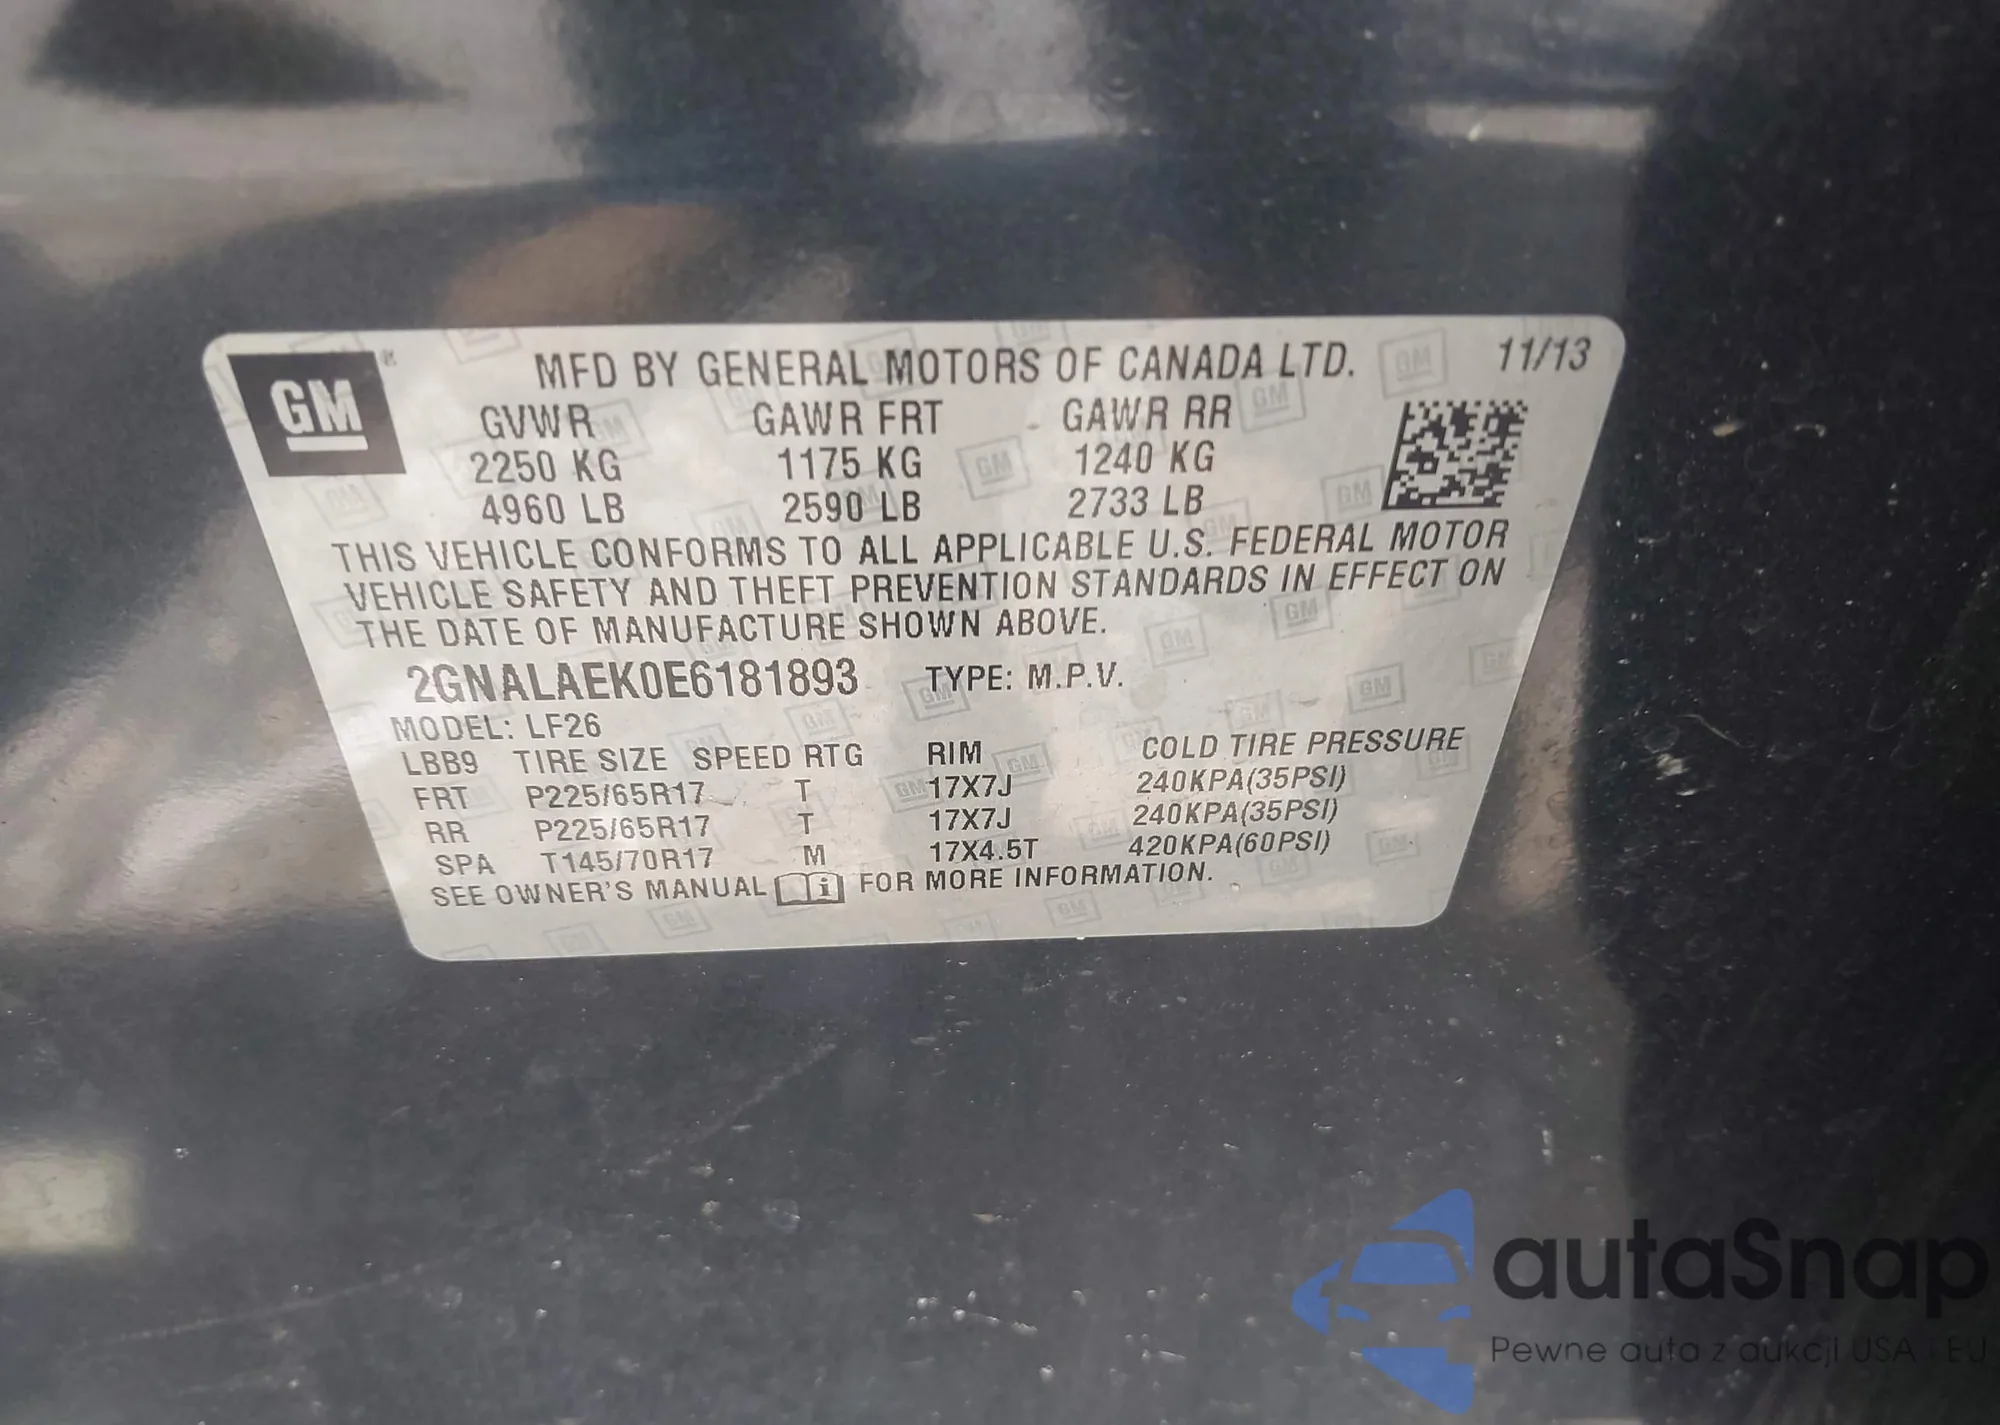 GM
MFD BY GENERAL MOTORS OF CANADA LTD. 11/13
GVWR GAWR FRT GAWR RR
2250 KG 1175 KG 1240 KG
4960 LB 2590 LB 2733 LB
THIS VEHICLE CONFORMS TO ALL APPLICABLE U.S. FEDERAL MOTOR
VEHICLE SAFETY AND THEFT PREVENTION STANDARDS IN EFFECT ON
THE DATE OF MANUFACTURE SHOWN ABOVE.
2GNALAEK0E6181893 TYPE: M.P.V.
MODEL: LF26
LBB9 TIRE SIZE SPEED RTG RIM COLD TIRE PRESSURE
FRT P225/65R17 T 17X7J 240KPA(35PSI)
RR P225/65R17 T 17X7J 240KPA(35PSI)
SPA T145/70R17 M 17X4.5T 420KPA(60PSI)
SEE OWNER'S MANUAL i FOR MORE INFORMATION.
autaSnap
Pewne auta z aukcji USA i EU